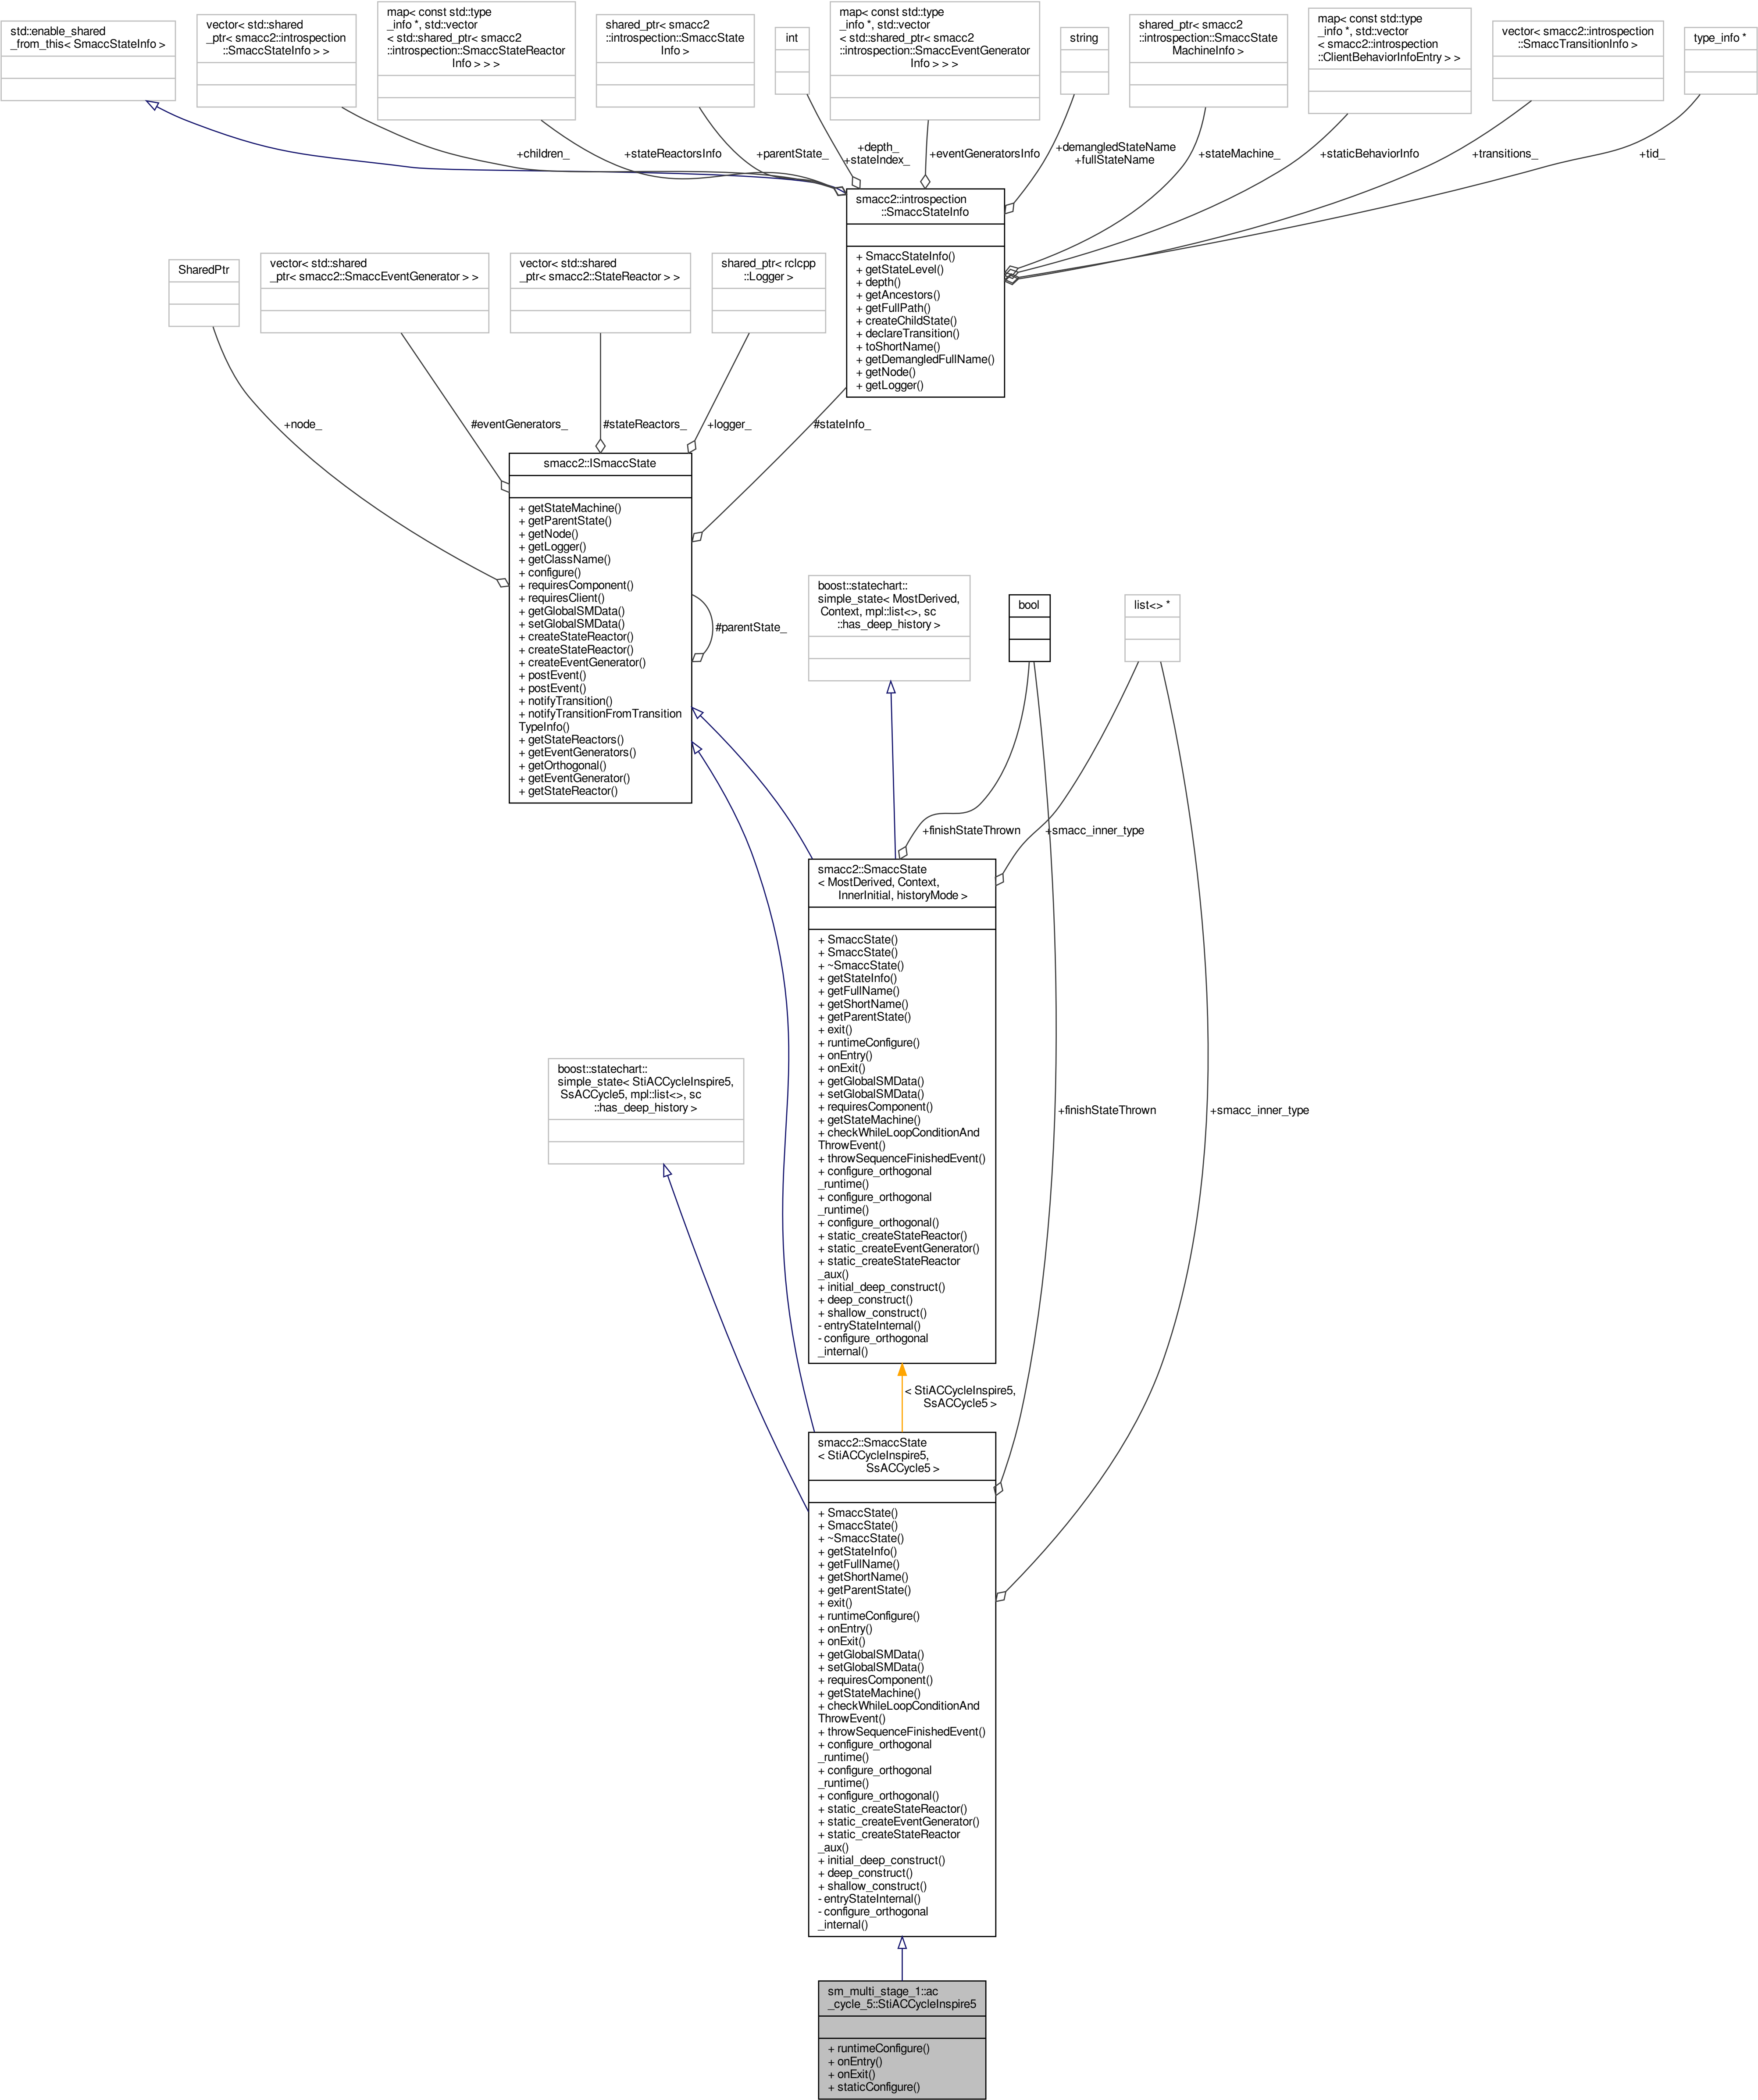 std::enable_shared
_from_this< SmaccStateInfo >
vector< std::shared
_ptr< smacc2::introspection
::SmaccStateInfo > >
map< const std::type
_info *, std::vector
< std::shared_ptr< smacc2
::introspection::SmaccStateReactor
Info > > >
shared_ptr< smacc2
::introspection::SmaccState
Info >
int
map< const std::type
_info *, std::vector
< std::shared_ptr< smacc2
::introspection::SmaccEventGenerator
Info > > >
string
shared_ptr< smacc2
::introspection::SmaccState
MachineInfo >
map< const std::type
_info *, std::vector
< smacc2::introspection
::ClientBehaviorInfoEntry > >
vector< smacc2::introspection
::SmaccTransitionInfo >
type_info *
+children_
+stateReactorsInfo
+parentState_
+depth_
+stateIndex_
+eventGeneratorsInfo
+demangledStateName
+fullStateName
+stateMachine_
+staticBehaviorInfo
+transitions_
+tid_
smacc2::introspection
::SmaccStateInfo
+ SmaccStateInfo()
+ getStateLevel()
+ depth()
+ getAncestors()
+ getFullPath()
+ createChildState()
+ declareTransition()
+ toShortName()
+ getDemangledFullName()
+ getNode()
+ getLogger()
SharedPtr
vector< std::shared
_ptr< smacc2::SmaccEventGenerator > >
vector< std::shared
_ptr< smacc2::StateReactor > >
shared_ptr< rclcpp
::Logger >
+node_
#eventGenerators_
#stateReactors_
+logger_
#stateInfo_
smacc2::ISmaccState
+ getStateMachine()
+ getParentState()
+ getNode()
+ getLogger()
+ getClassName()
+ configure()
+ requiresComponent()
+ requiresClient()
+ getGlobalSMData()
+ setGlobalSMData()
+ createStateReactor()
+ createStateReactor()
+ createEventGenerator()
+ postEvent()
+ postEvent()
+ notifyTransition()
+ notifyTransitionFromTransition
TypeInfo()
+ getStateReactors()
+ getEventGenerators()
+ getOrthogonal()
+ getEventGenerator()
+ getStateReactor()
#parentState_
boost::statechart::
simple_state< MostDerived,
Context, mpl::list<>, sc
::has_deep_history >
bool
list<> *
+finishStateThrown
+smacc_inner_type
smacc2::SmaccState
< MostDerived, Context,
InnerInitial, historyMode >
+ SmaccState()
+ SmaccState()
+ ~SmaccState()
+ getStateInfo()
+ getFullName()
+ getShortName()
+ getParentState()
+ exit()
+ runtimeConfigure()
+ onEntry()
+ onExit()
+ getGlobalSMData()
+ setGlobalSMData()
+ requiresComponent()
+ getStateMachine()
+ checkWhileLoopConditionAnd
ThrowEvent()
+ throwSequenceFinishedEvent()
+ configure_orthogonal
_runtime()
+ configure_orthogonal
_runtime()
+ configure_orthogonal()
+ static_createStateReactor()
+ static_createEventGenerator()
+ static_createStateReactor
_aux()
+ initial_deep_construct()
+ deep_construct()
+ shallow_construct()
- entryStateInternal()
- configure_orthogonal
_internal()
boost::statechart::
simple_state< StiACCycleInspire5,
SsACCycle5, mpl::list<>, sc
::has_deep_history >
+finishStateThrown
+smacc_inner_type
< StiACCycleInspire5,
SsACCycle5 >
smacc2::SmaccState
< StiACCycleInspire5,
SsACCycle5 >
+ SmaccState()
+ SmaccState()
+ ~SmaccState()
+ getStateInfo()
+ getFullName()
+ getShortName()
+ getParentState()
+ exit()
+ runtimeConfigure()
+ onEntry()
+ onExit()
+ getGlobalSMData()
+ setGlobalSMData()
+ requiresComponent()
+ getStateMachine()
+ checkWhileLoopConditionAnd
ThrowEvent()
+ throwSequenceFinishedEvent()
+ configure_orthogonal
_runtime()
+ configure_orthogonal
_runtime()
+ configure_orthogonal()
+ static_createStateReactor()
+ static_createEventGenerator()
+ static_createStateReactor
_aux()
+ initial_deep_construct()
+ deep_construct()
+ shallow_construct()
- entryStateInternal()
- configure_orthogonal
_internal()
sm_multi_stage_1::ac
_cycle_5::StiACCycleInspire5
+ runtimeConfigure()
+ onEntry()
+ onExit()
+ staticConfigure()